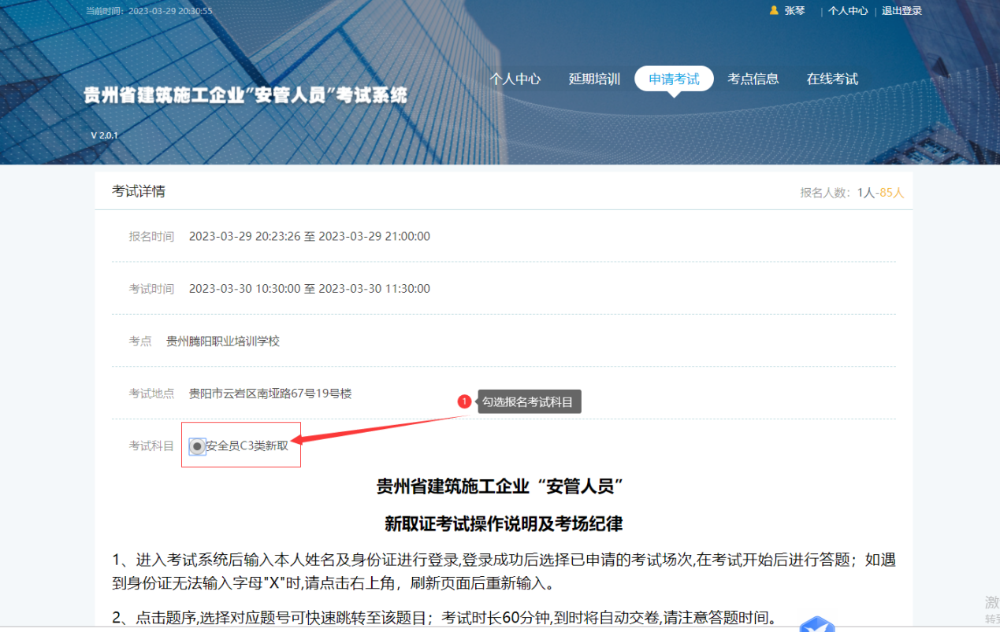 当前时间：2023-03-29 20:30:55
张琴 | 个人中心 | 退出登录
个人中心 延期培训 申请考试 考点信息 在线考试
贵州省建筑施工企业"安管人员"考试系统
V 2.0.1
考试详情 报名人数：1人-85人
报名时间 2023-03-29 20:23:26 至 2023-03-29 21:00:00
考试时间 2023-03-30 10:30:00 至 2023-03-30 11:30:00
考点 贵州腾阳职业培训学校
考试地点 贵阳市云岩区南垭路67号19号楼
1 勾选报名考试科目
考试科目 安全员C3类新取
贵州省建筑施工企业“安管人员”
新取证考试操作说明及考场纪律
1、进入考试系统后输入本人姓名及身份证进行登录,登录成功后选择已申请的考试场次,在考试开始后进行答题；如遇
到身份证无法输入字母"X"时,请点击右上角，刷新页面后重新输入。
2、点击题序,选择对应题号可快速跳转至该题目；考试时长60分钟,到时将自动交卷,请注意答题时间。
激
转到